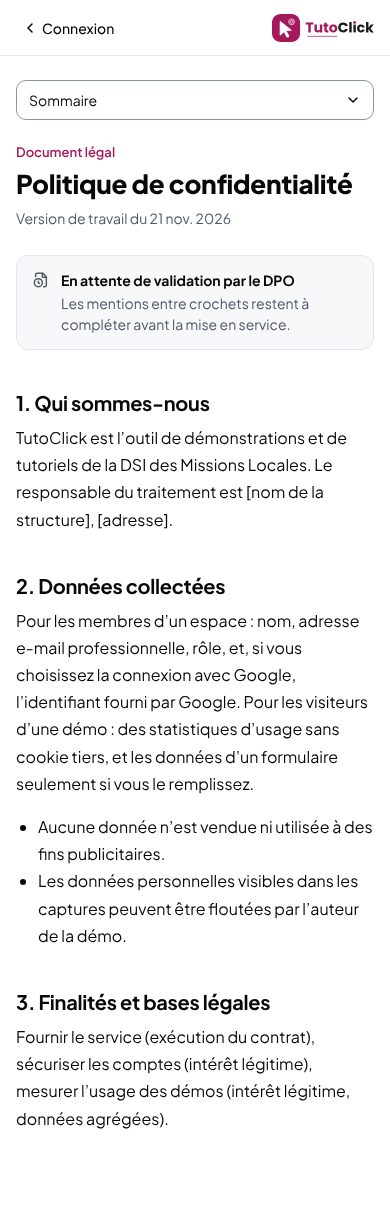 Connexion
TutoClick
Sommaire
Document légal
Politique de confidentialité
Version de travail du 21 nov. 2026
En attente de validation par le DPO
Les mentions entre crochets restent à
compléter avant la mise en service.
1. Qui sommes-nous
TutoClick est l’outil de démonstrations et de
tutoriels de la DSI des Missions Locales. Le
responsable du traitement est [nom de la
structure], [adresse].
2. Données collectées
Pour les membres d’un espace : nom, adresse
e-mail professionnelle, rôle, et, si vous
choisissez la connexion avec Google,
l’identifiant fourni par Google. Pour les visiteurs
d’une démo : des statistiques d’usage sans
cookie tiers, et les données d’un formulaire
seulement si vous le remplissez.
• Aucune donnée n’est vendue ni utilisée à des
fins publicitaires.
• Les données personnelles visibles dans les
captures peuvent être floutées par l’auteur
de la démo.
3. Finalités et bases légales
Fournir le service (exécution du contrat),
sécuriser les comptes (intérêt légitime),
mesurer l’usage des démos (intérêt légitime,
données agrégées).